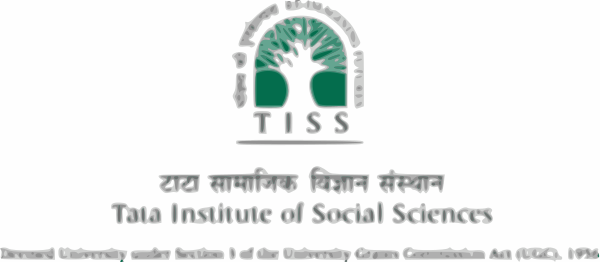 RE-IMAGINING FUTURES
TISS
टाटा सामाजिक विज्ञान संस्थान
Tata Institute of Social Sciences
Deemed University under Section 3 of the University Grants Commission Act (UGC), 1956